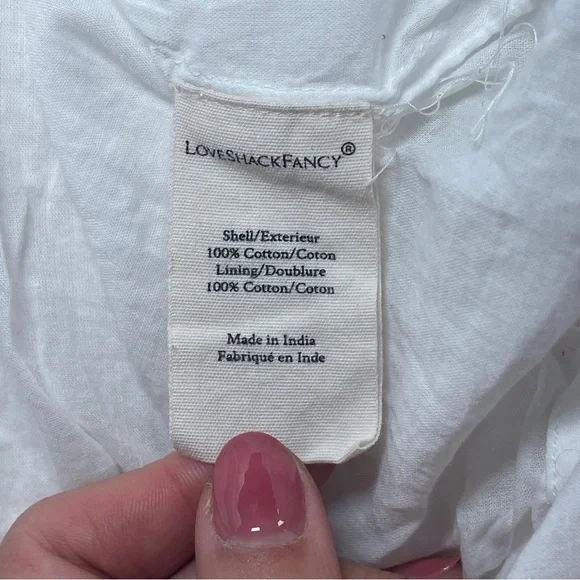 LOVESHACKFANCY®
Shell/Exterieur
100% Cotton/Coton
Lining/Doublure
100% Cotton/Coton
Made in India
Fabriqué en Inde